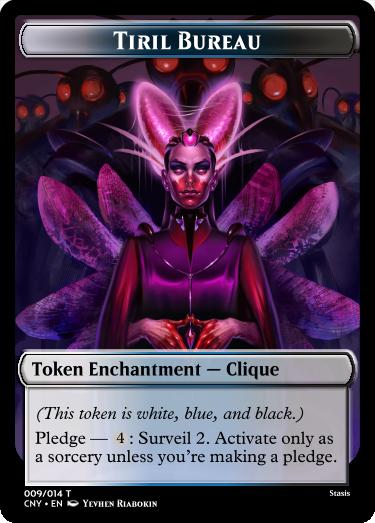 TIRIL BUREAU
Token Enchantment — Clique
(This token is white, blue, and black.)
Pledge — 4 : Surveil 2. Activate only as
a sorcery unless you're making a pledge.
009/014 T
Stasis
CNY • EN YEVHEN RIABOKIN